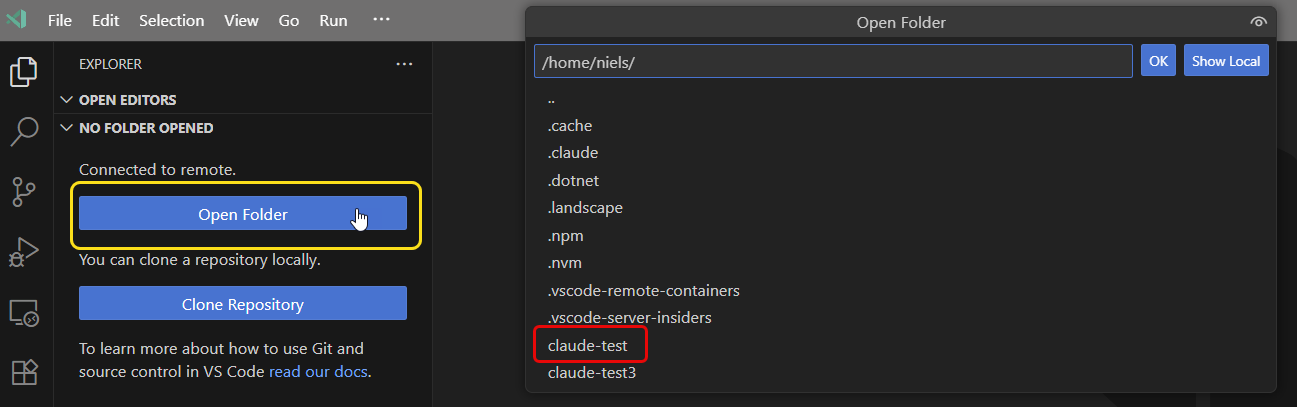 File Edit Selection View Go Run ···
EXPLORER ···
OPEN EDITORS
NO FOLDER OPENED
Connected to remote.
Open Folder
You can clone a repository locally.
Clone Repository
To learn more about how to use Git and
source control in VS Code read our docs.
Open Folder
/home/niels/ OK Show Local
..
.cache
.claude
.dotnet
.landscape
.npm
.nvm
.vscode-remote-containers
.vscode-server-insiders
claude-test
claude-test3